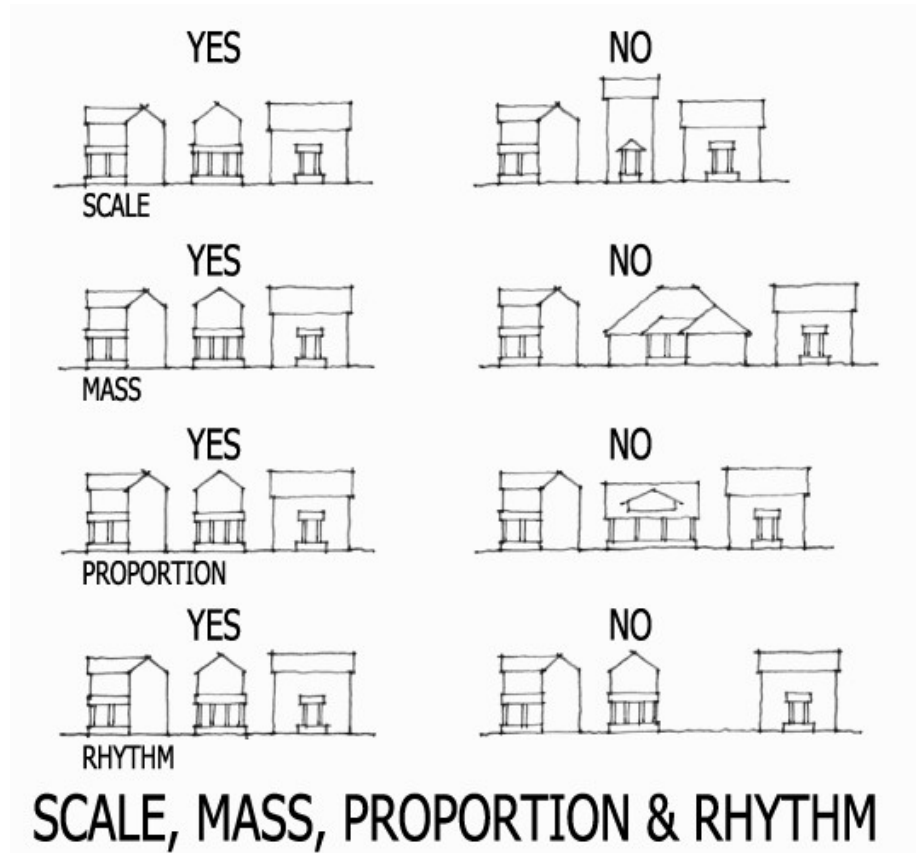 YES NO
SCALE
YES NO
MASS
YES NO
PROPORTION
YES NO
RHYTHM
SCALE, MASS, PROPORTION & RHYTHM